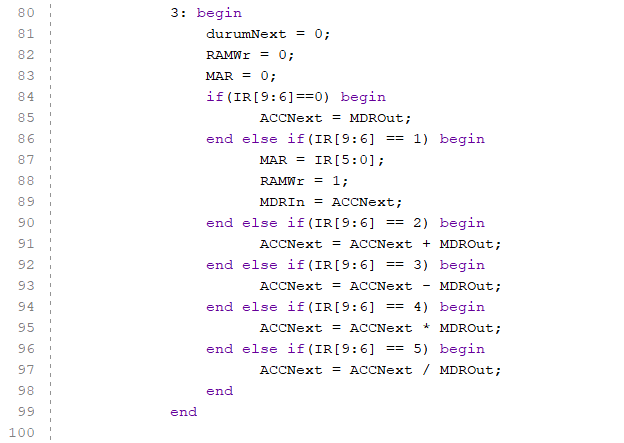 80 3: begin
81 durumNext = 0;
82 RAMWr = 0;
83 MAR = 0;
84 if(IR[9:6]==0) begin
85 ACCNext = MDROut;
86 end else if(IR[9:6] == 1) begin
87 MAR = IR[5:0];
88 RAMWr = 1;
89 MDRIn = ACCNext;
90 end else if(IR[9:6] == 2) begin
91 ACCNext = ACCNext + MDROut;
92 end else if(IR[9:6] == 3) begin
93 ACCNext = ACCNext - MDROut;
94 end else if(IR[9:6] == 4) begin
95 ACCNext = ACCNext * MDROut;
96 end else if(IR[9:6] == 5) begin
97 ACCNext = ACCNext / MDROut;
98 end
99 end
100